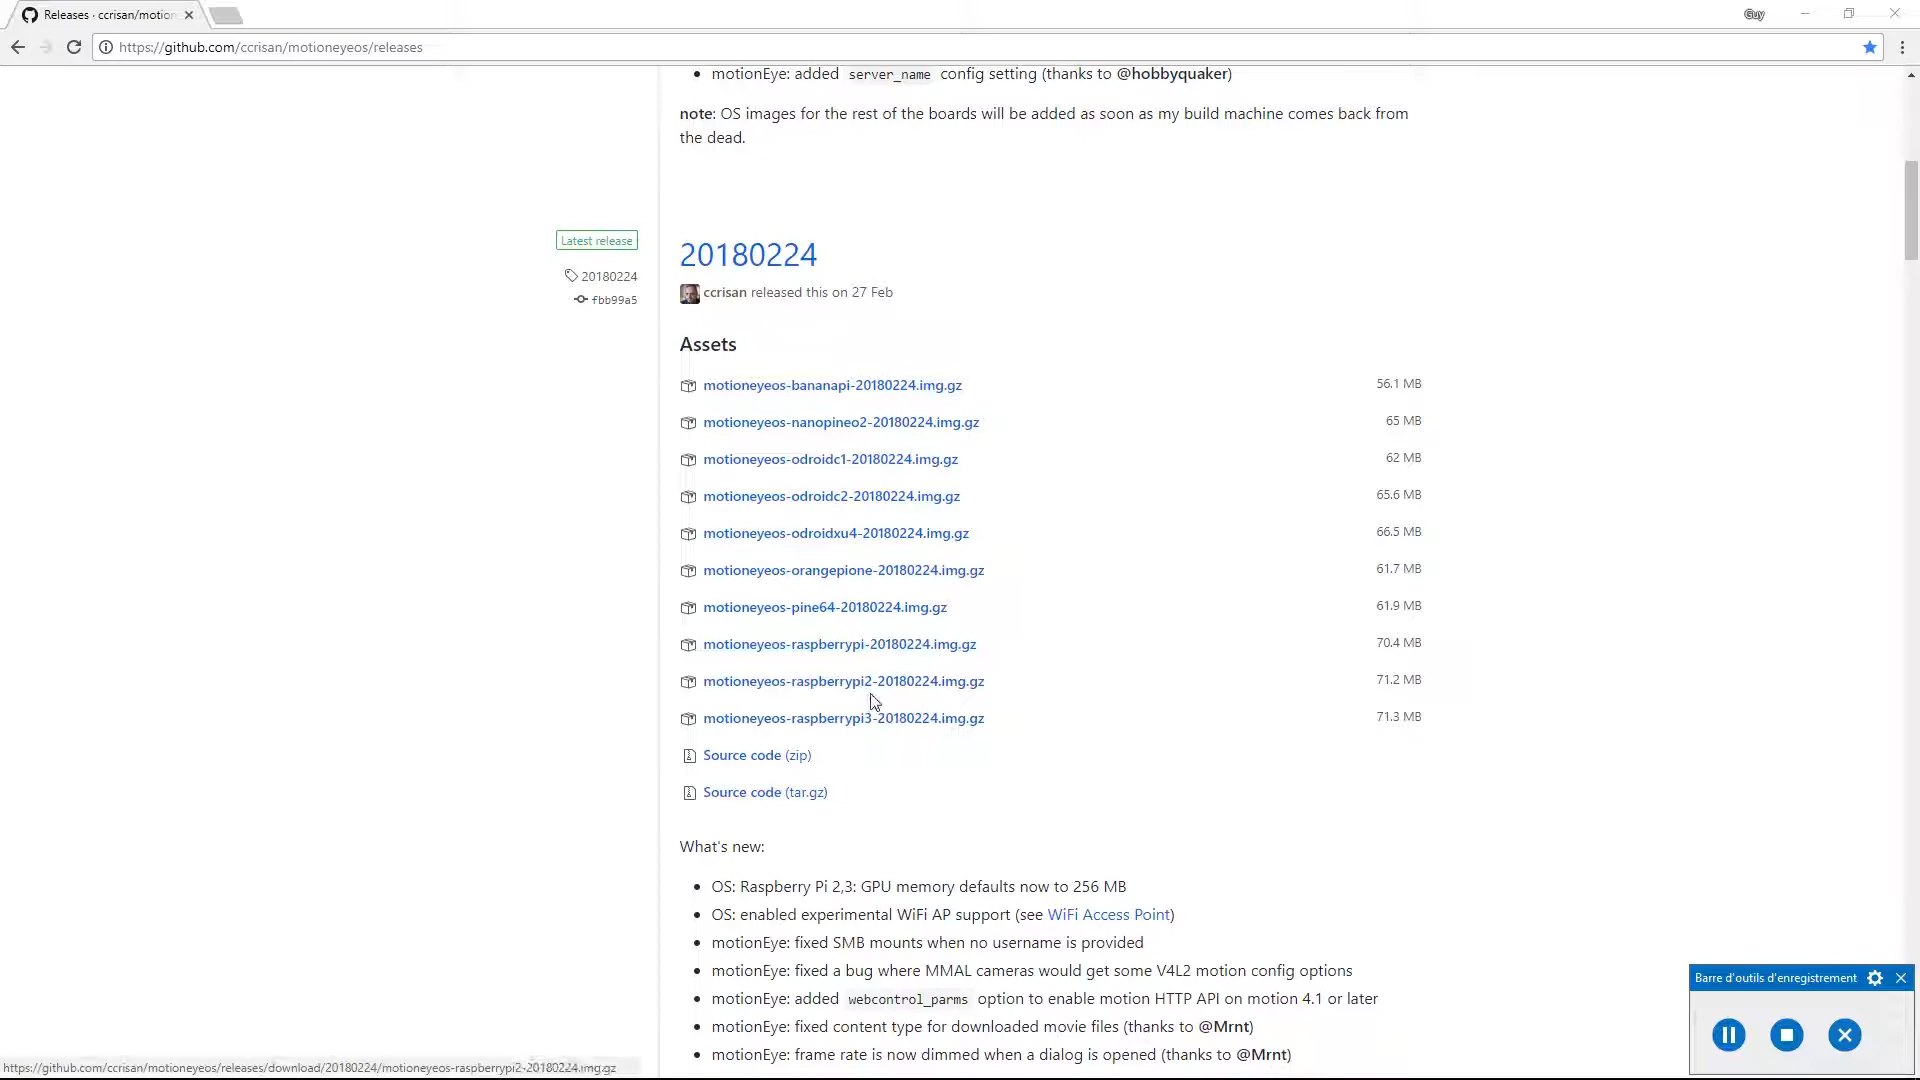 Releases · ccrisan/motion
Guy
https://github.com/ccrisan/motioneyeos/releases
• motionEye: added server_name config setting (thanks to @hobbyquaker)
note: OS images for the rest of the boards will be added as soon as my build machine comes back from
the dead.
Latest release
20180224
fbb99a5
20180224
ccrisan released this on 27 Feb
Assets
motioneyeos-bananapi-20180224.img.gz 56.1 MB
motioneyeos-nanopineo2-20180224.img.gz 65 MB
motioneyeos-odroidc1-20180224.img.gz 62 MB
motioneyeos-odroidc2-20180224.img.gz 65.6 MB
motioneyeos-odroidxu4-20180224.img.gz 66.5 MB
motioneyeos-orangepione-20180224.img.gz 61.7 MB
motioneyeos-pine64-20180224.img.gz 61.9 MB
motioneyeos-raspberrypi-20180224.img.gz 70.4 MB
motioneyeos-raspberrypi2-20180224.img.gz 71.2 MB
motioneyeos-raspberrypi3-20180224.img.gz 71.3 MB
Source code (zip)
Source code (tar.gz)
What's new:
• OS: Raspberry Pi 2,3: GPU memory defaults now to 256 MB
• OS: enabled experimental WiFi AP support (see WiFi Access Point)
• motionEye: fixed SMB mounts when no username is provided
• motionEye: fixed a bug where MMAL cameras would get some V4L2 motion config options
• motionEye: added webcontrol_parms option to enable motion HTTP API on motion 4.1 or later
• motionEye: fixed content type for downloaded movie files (thanks to @Mrnt)
• motionEye: frame rate is now dimmed when a dialog is opened (thanks to @Mrnt)
Barre d'outils d'enregistrement
https://github.com/ccrisan/motioneyeos/releases/download/20180224/motioneyeos-raspberrypi2-20180224.img.gz